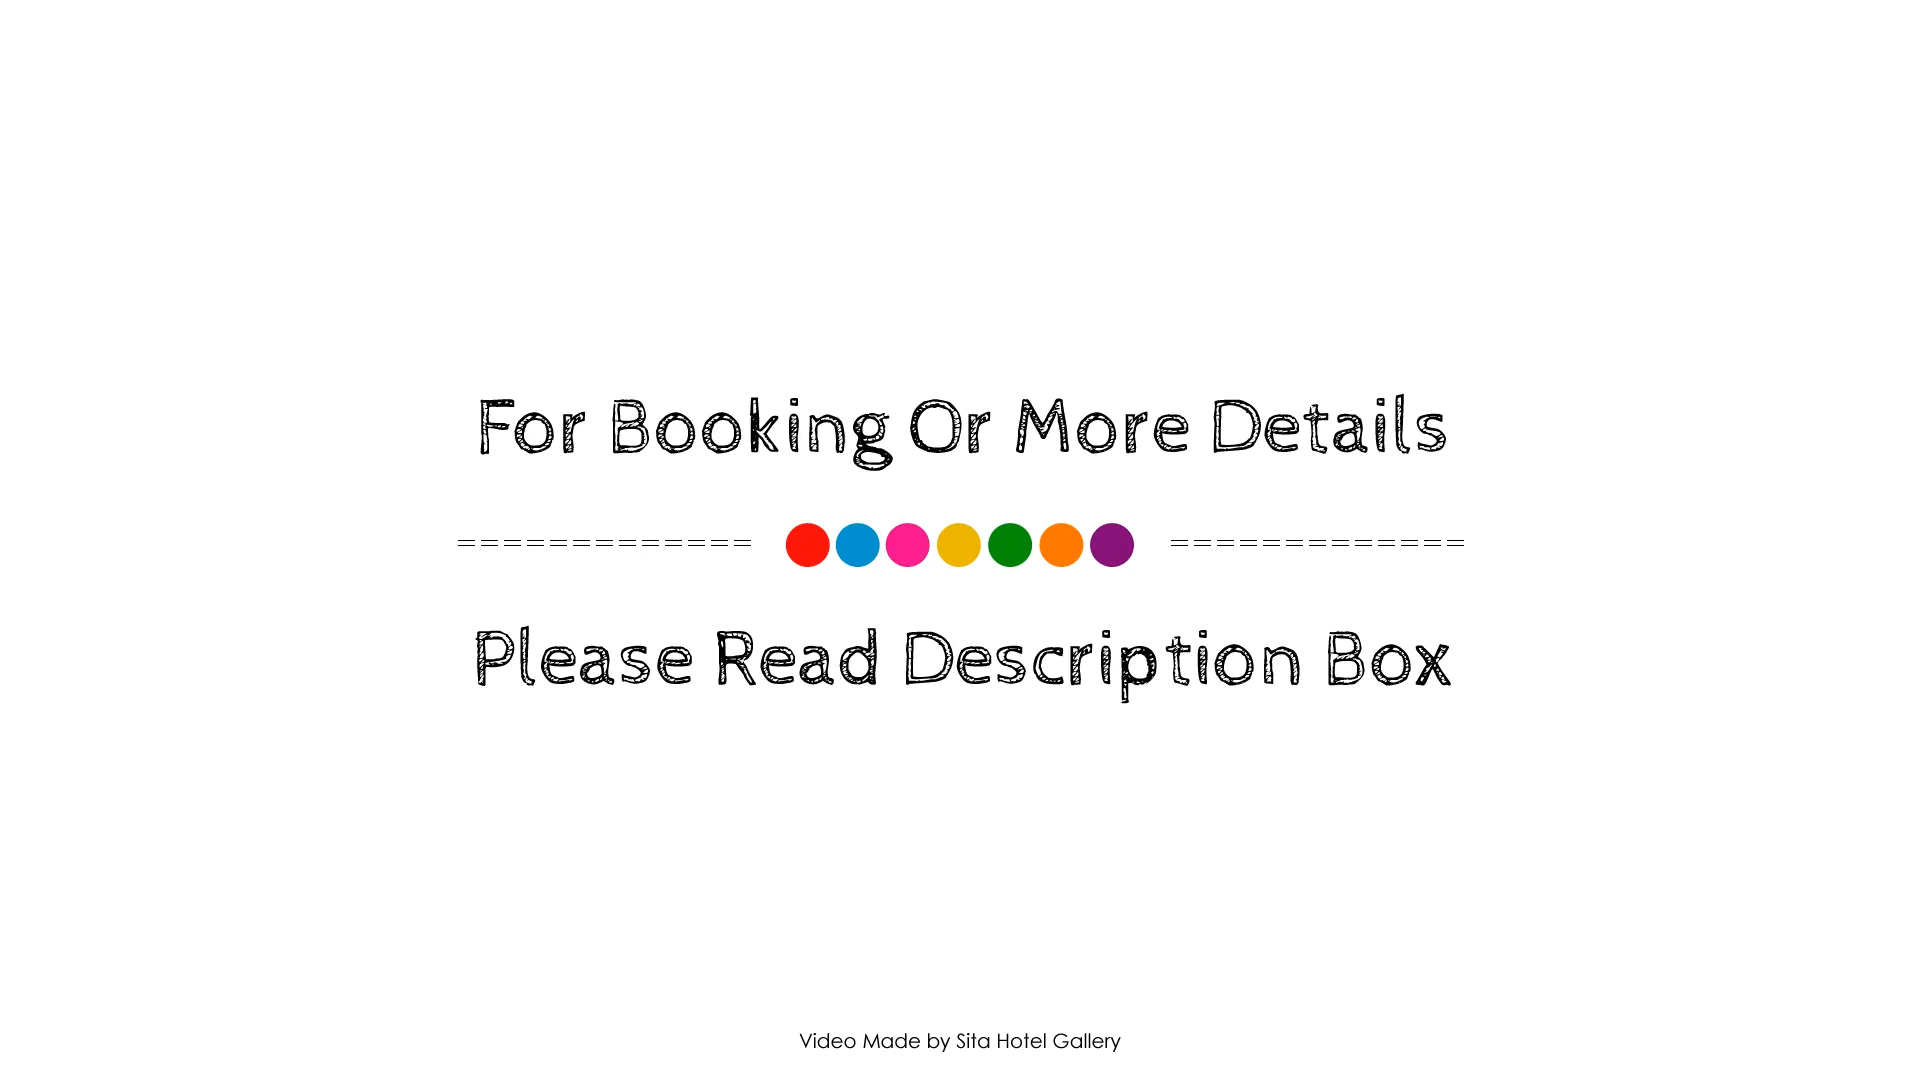 For Booking Or More Details
============= =============
Please Read Description Box
Video Made by Sita Hotel Gallery